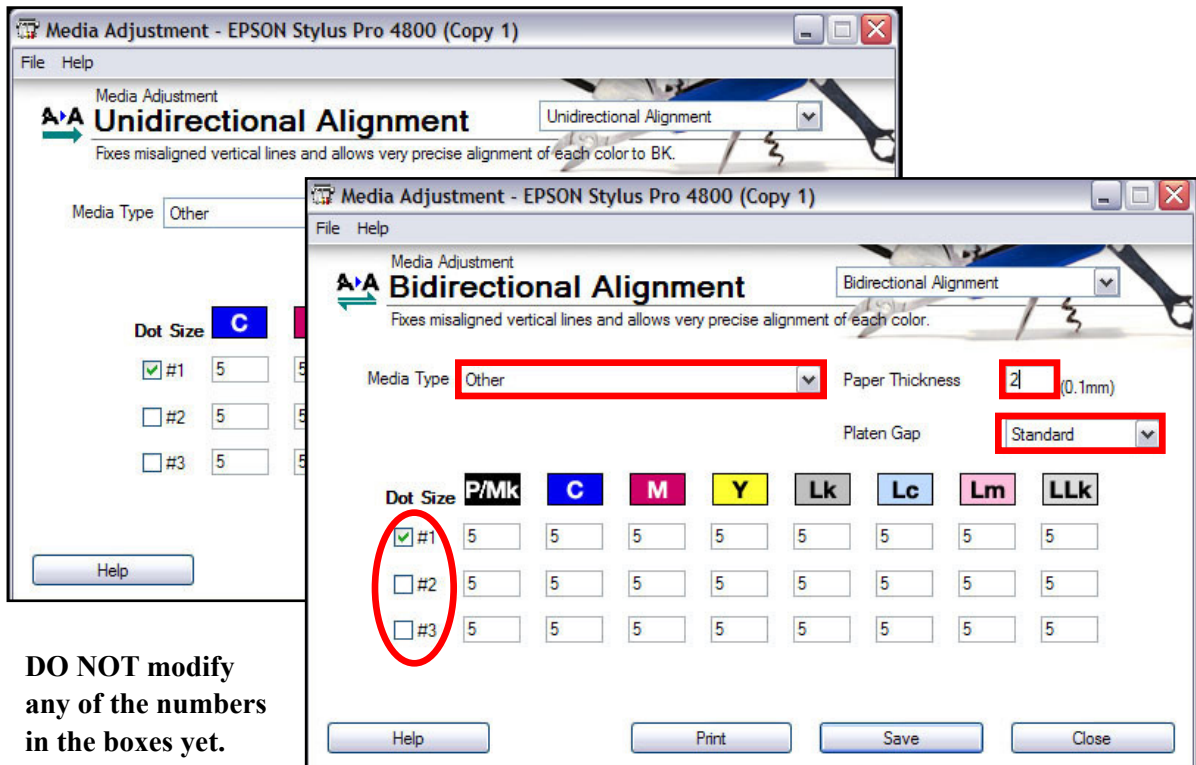 Media Adjustment - EPSON Stylus Pro 4800 (Copy 1)
File Help
Media Adjustment
A A Unidirectional Alignment
Unidirectional Alignment
Fixes misaligned vertical lines and allows very precise alignment of each color to BK.
Media Type Other
Dot Size C
#1 5 5
#2 5 5
#3 5 5
Help
Media Adjustment - EPSON Stylus Pro 4800 (Copy 1)
File Help
Media Adjustment
A A Bidirectional Alignment
Bidirectional Alignment
Fixes misaligned vertical lines and allows very precise alignment of each color.
Media Type Other Paper Thickness 2 (0.1mm)
Platen Gap Standard
Dot Size P/Mk C M Y Lk Lc Lm LLk
#1 5 5 5 5 5 5 5 5
#2 5 5 5 5 5 5 5 5
#3 5 5 5 5 5 5 5 5
Help Print Save Close
DO NOT modify
any of the numbers
in the boxes yet.